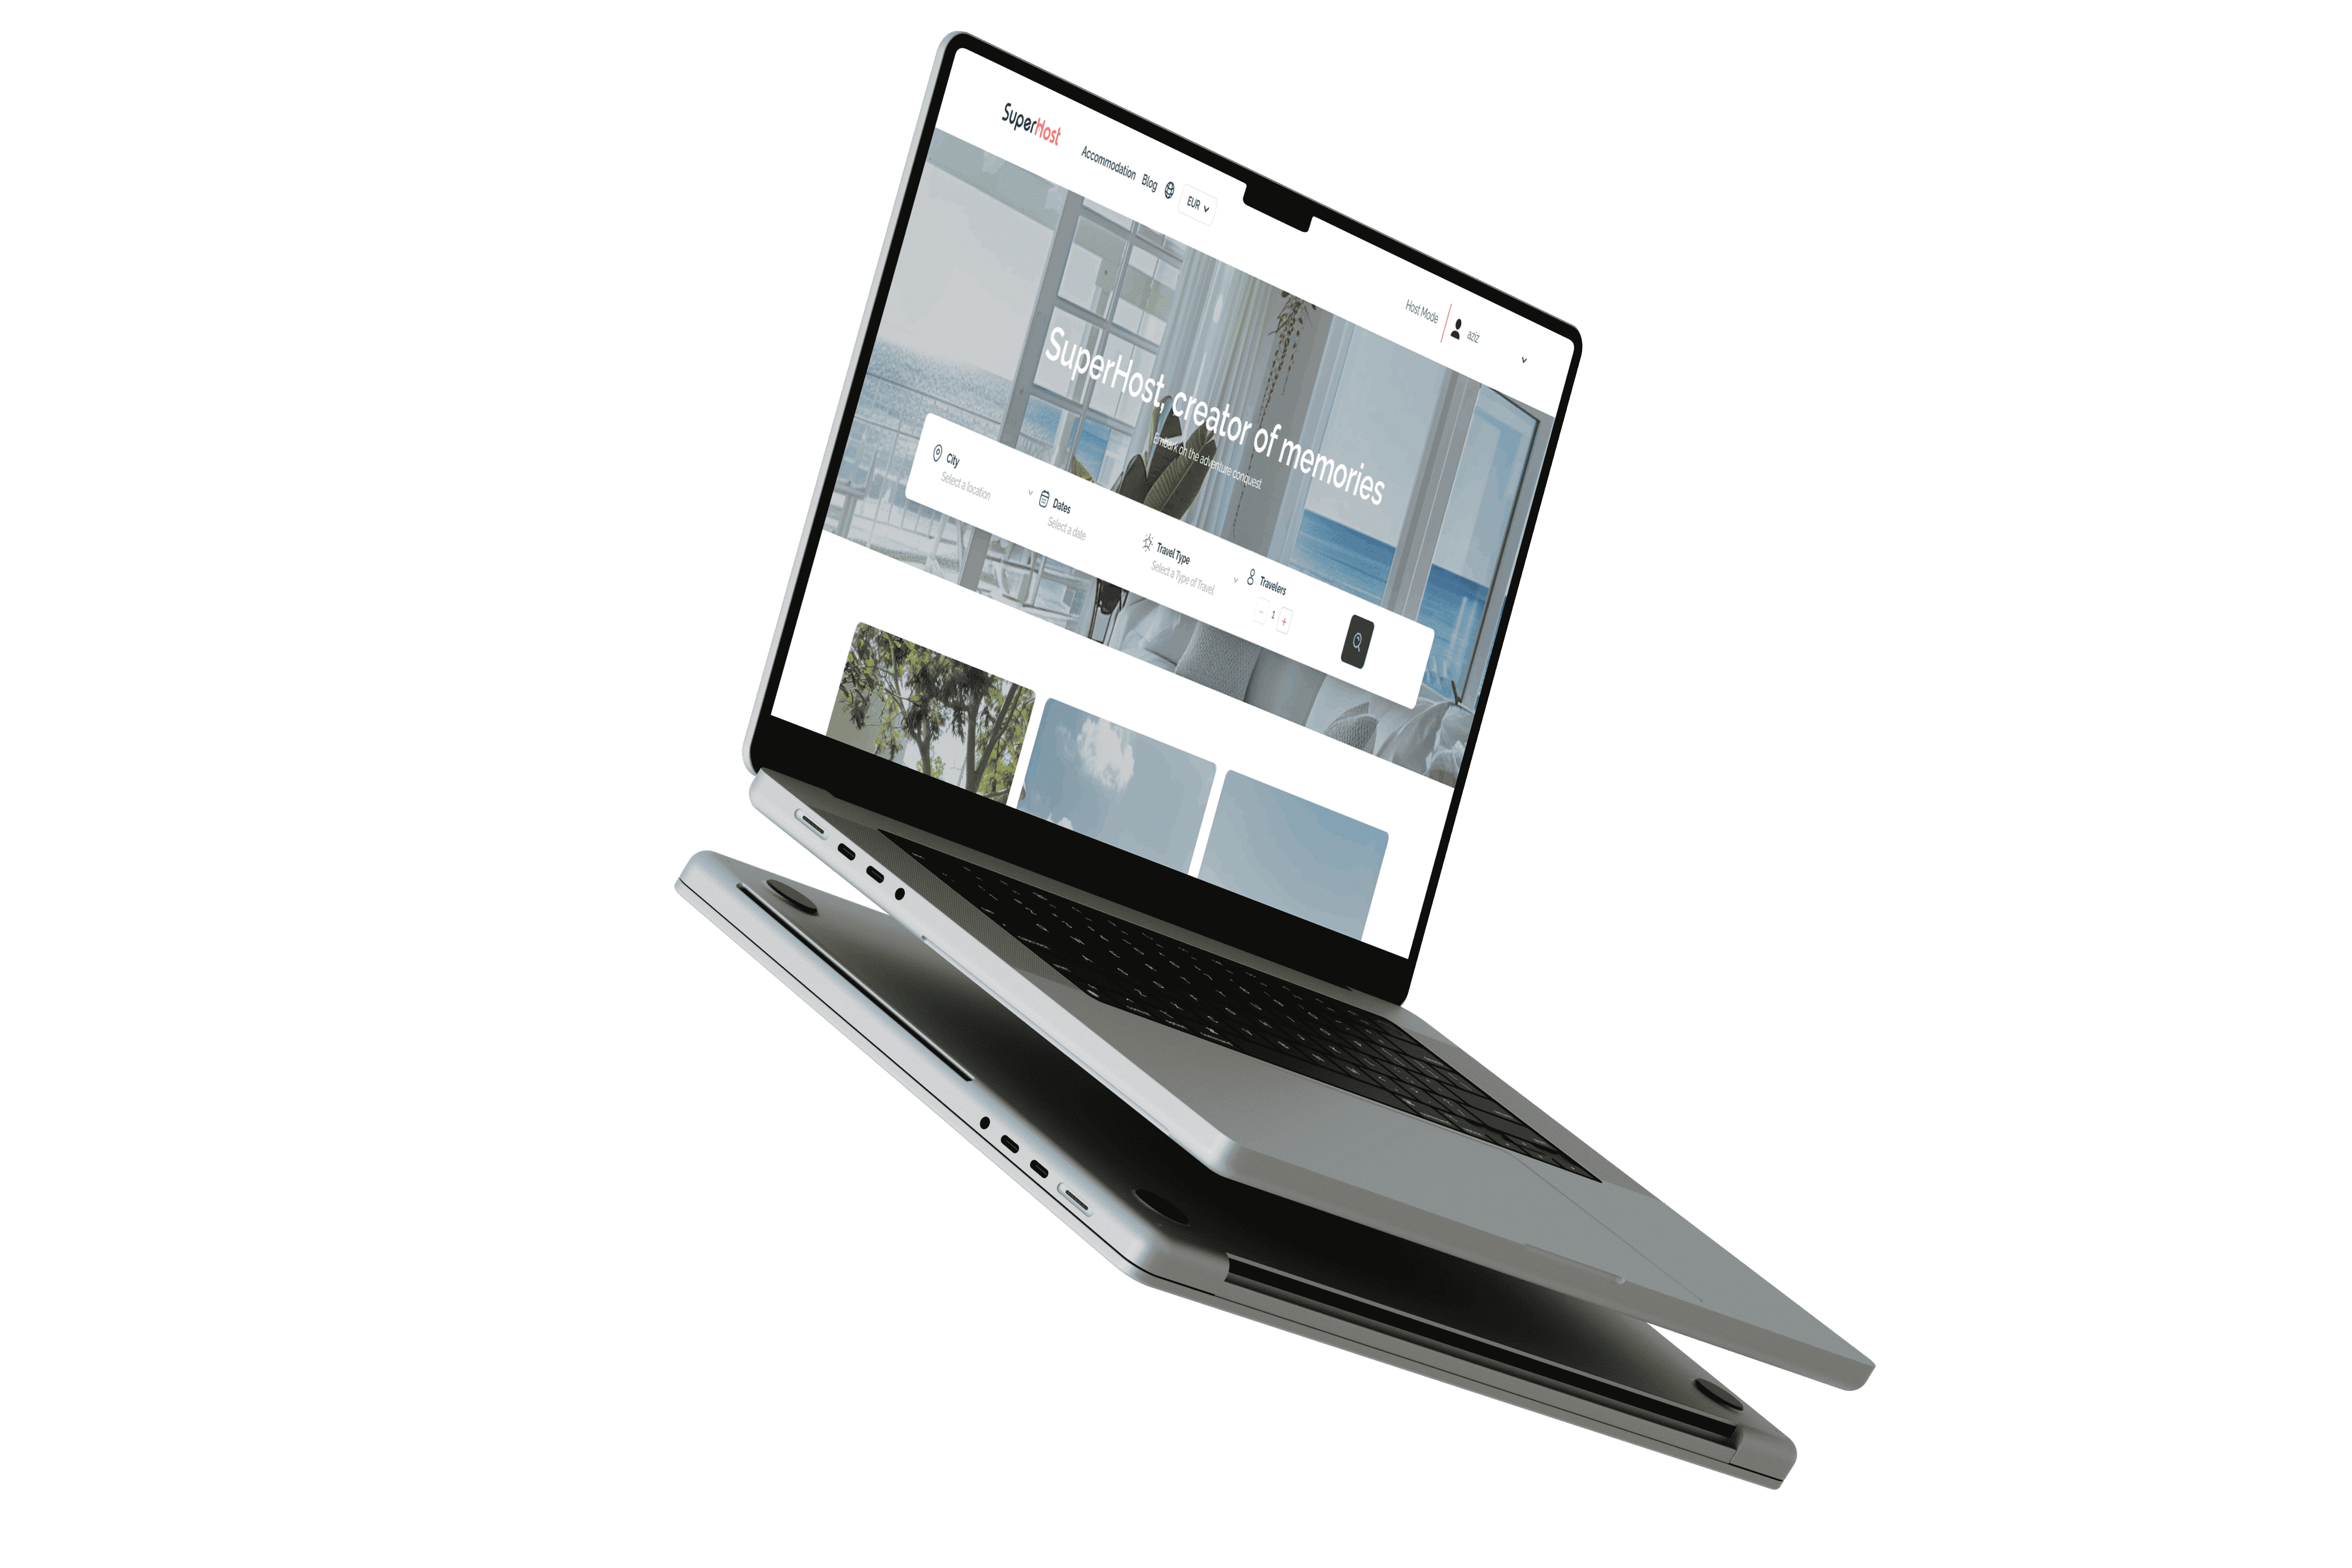 SuperHost
Accommodation Blog EUR
Host Mode aziz
SuperHost, creator of memories
Embark on the adventure conquest
City
Select a location
Dates
Select a date
Travel Type
Select a Type of Travel
Travelers
- 1 +